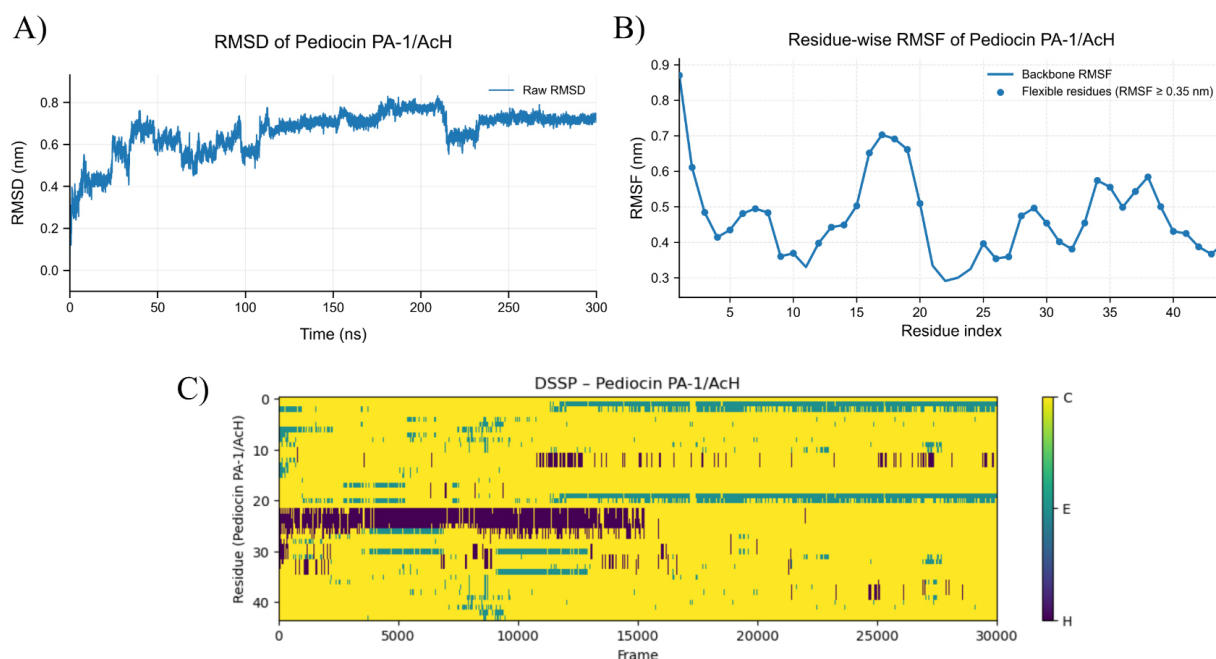 A)
RMSD of Pediocin PA-1/AcH
Raw RMSD
RMSD (nm)
0.8
0.6
0.4
0.2
0.0
0 50 100 150 200 250 300
Time (ns)
B)
Residue-wise RMSF of Pediocin PA-1/AcH
Backbone RMSF
Flexible residues (RMSF ≥ 0.35 nm)
RMSF (nm)
0.9
0.8
0.7
0.6
0.5
0.4
0.3
5 10 15 20 25 30 35 40
Residue index
C)
DSSP – Pediocin PA-1/AcH
Residue (Pediocin PA-1/AcH)
0
10
20
30
40
0 5000 10000 15000 20000 25000 30000
Frame
C
E
H